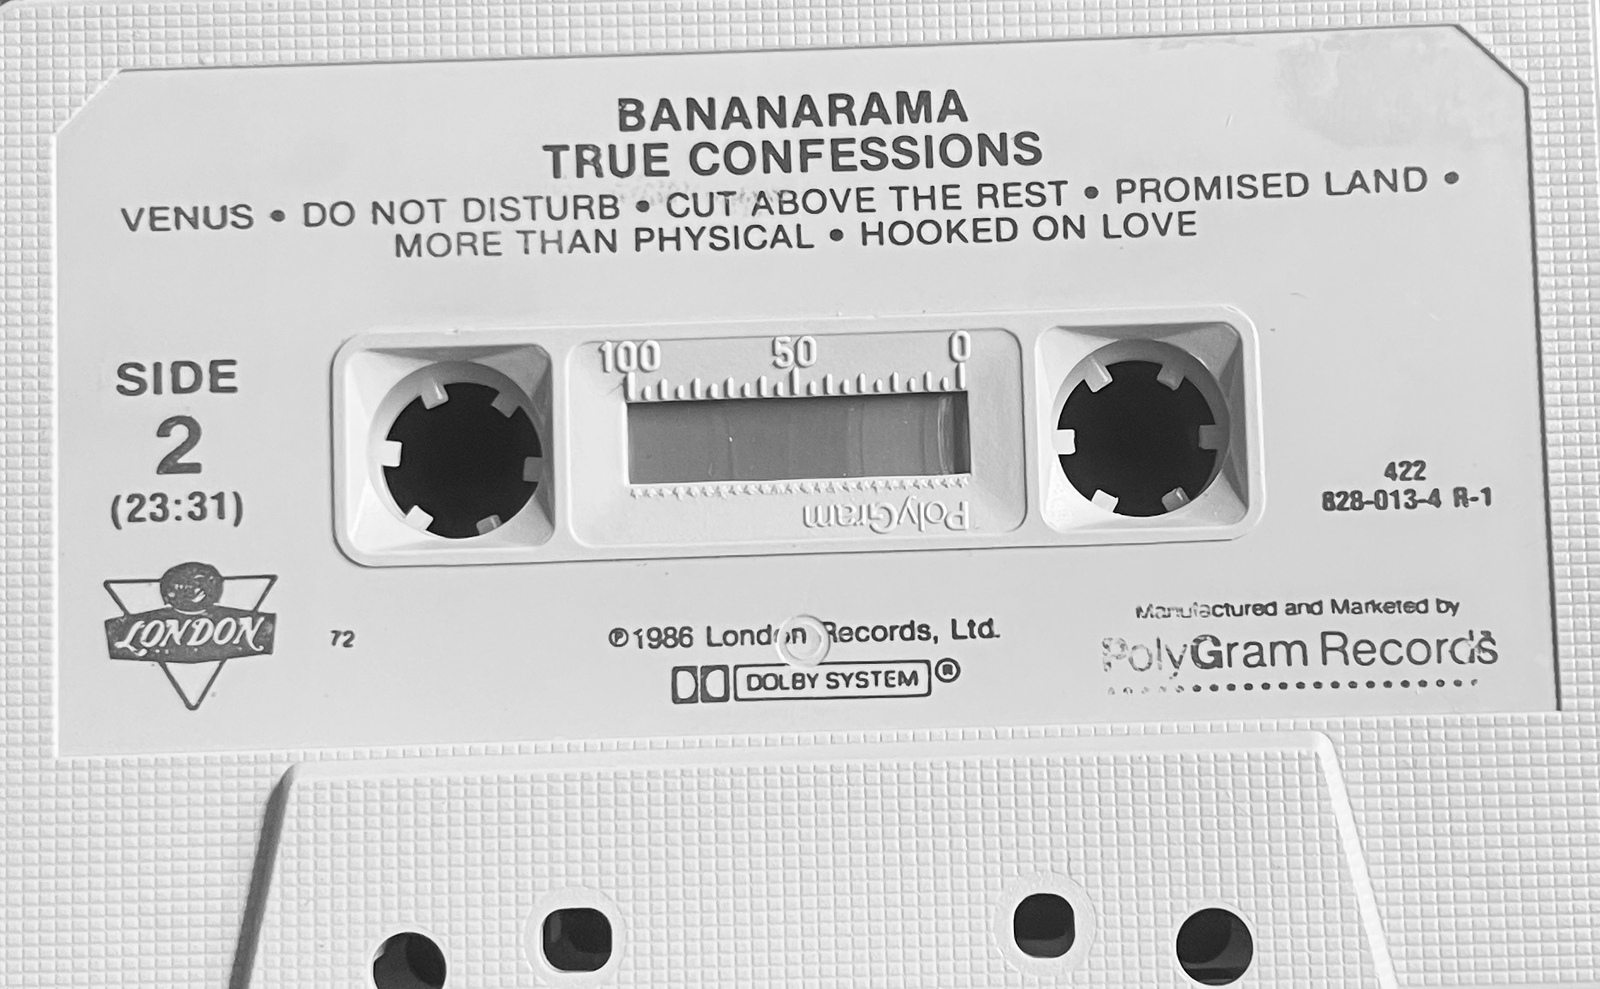 BANANARAMA
TRUE CONFESSIONS
VENUS • DO NOT DISTURB • CUT ABOVE THE REST • PROMISED LAND •
MORE THAN PHYSICAL • HOOKED ON LOVE
SIDE
2
(23:31)
100 50 0
PolyGram
422
828-013-4 R-1
LONDON
72
℗1986 London Records, Ltd.
DOLBY SYSTEM ®
Manufactured and Marketed by
PolyGram Records